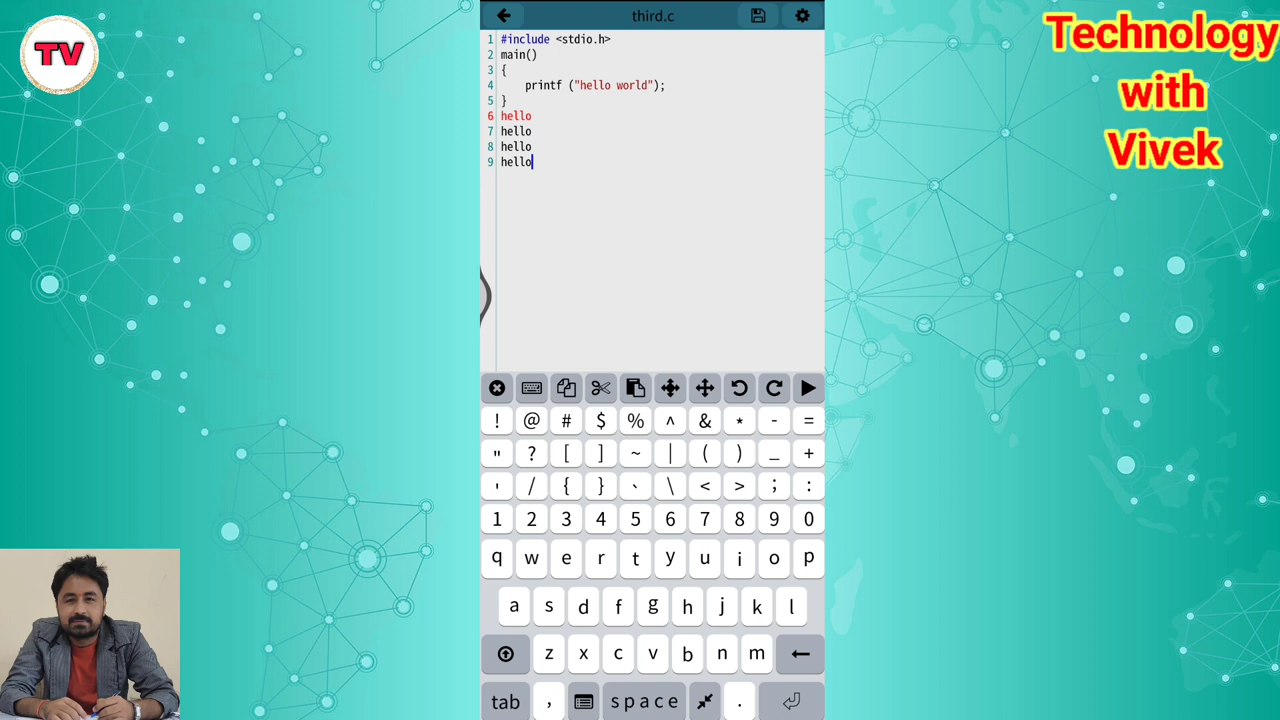 TV
Technology
with
Vivek
third.c
1 #include <stdio.h>
2 main()
3 {
4 printf ("hello world");
5 }
6 hello
7 hello
8 hello
9 hello
! @ # $ % ^ & * - =
" ? [ ] ~ | ( ) _ +
' / { } ` \ < > ; :
1 2 3 4 5 6 7 8 9 0
q w e r t y u i o p
a s d f g h j k l
z x c v b n m
tab , space .